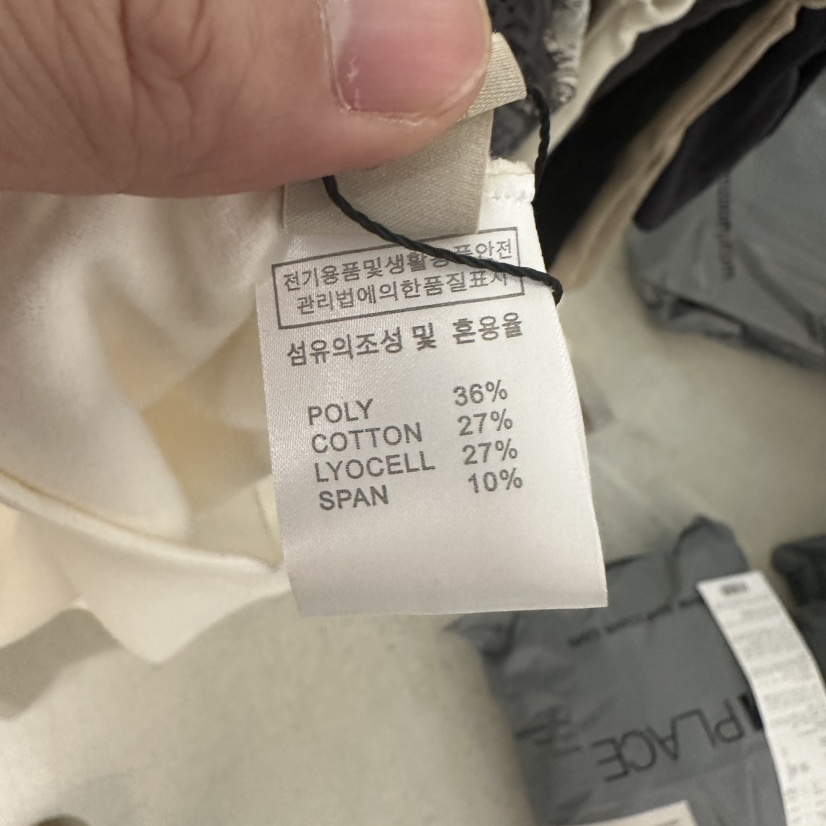 전기용품및생활용품안전
관리법에의한품질표시
섬유의조성 및 혼용율
POLY 36%
COTTON 27%
LYOCELL 27%
SPAN 10%
PLACE